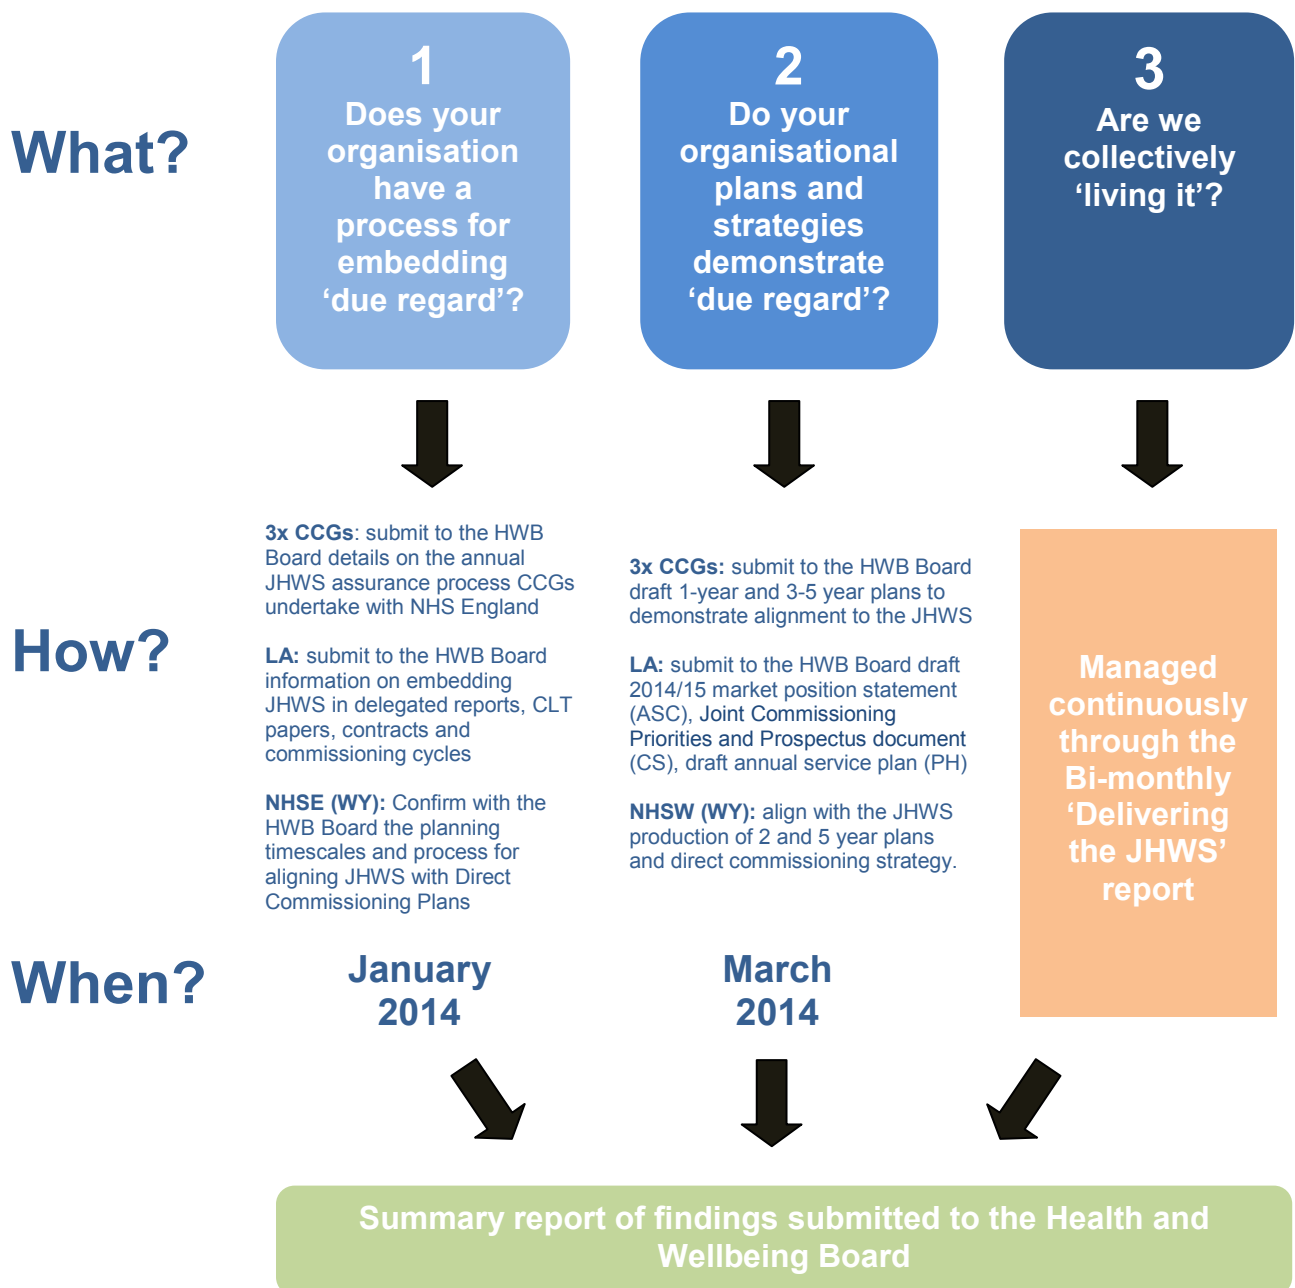 What?
1
Does your
organisation
have a
process for
embedding
‘due regard’?
2
Do your
organisational
plans and
strategies
demonstrate
‘due regard’?
3
Are we
collectively
‘living it’?
How?
3x CCGs: submit to the HWB
Board details on the annual
JHWS assurance process CCGs
undertake with NHS England
LA: submit to the HWB Board
information on embedding
JHWS in delegated reports, CLT
papers, contracts and
commissioning cycles
NHSE (WY): Confirm with the
HWB Board the planning
timescales and process for
aligning JHWS with Direct
Commissioning Plans
3x CCGs: submit to the HWB Board
draft 1-year and 3-5 year plans to
demonstrate alignment to the JHWS
LA: submit to the HWB Board draft
2014/15 market position statement
(ASC), Joint Commissioning
Priorities and Prospectus document
(CS), draft annual service plan (PH)
NHSW (WY): align with the JHWS
production of 2 and 5 year plans
and direct commissioning strategy.
Managed
continuously
through the
Bi-monthly
‘Delivering
the JHWS’
report
When?
January
2014
March
2014
Summary report of findings submitted to the Health and
Wellbeing Board